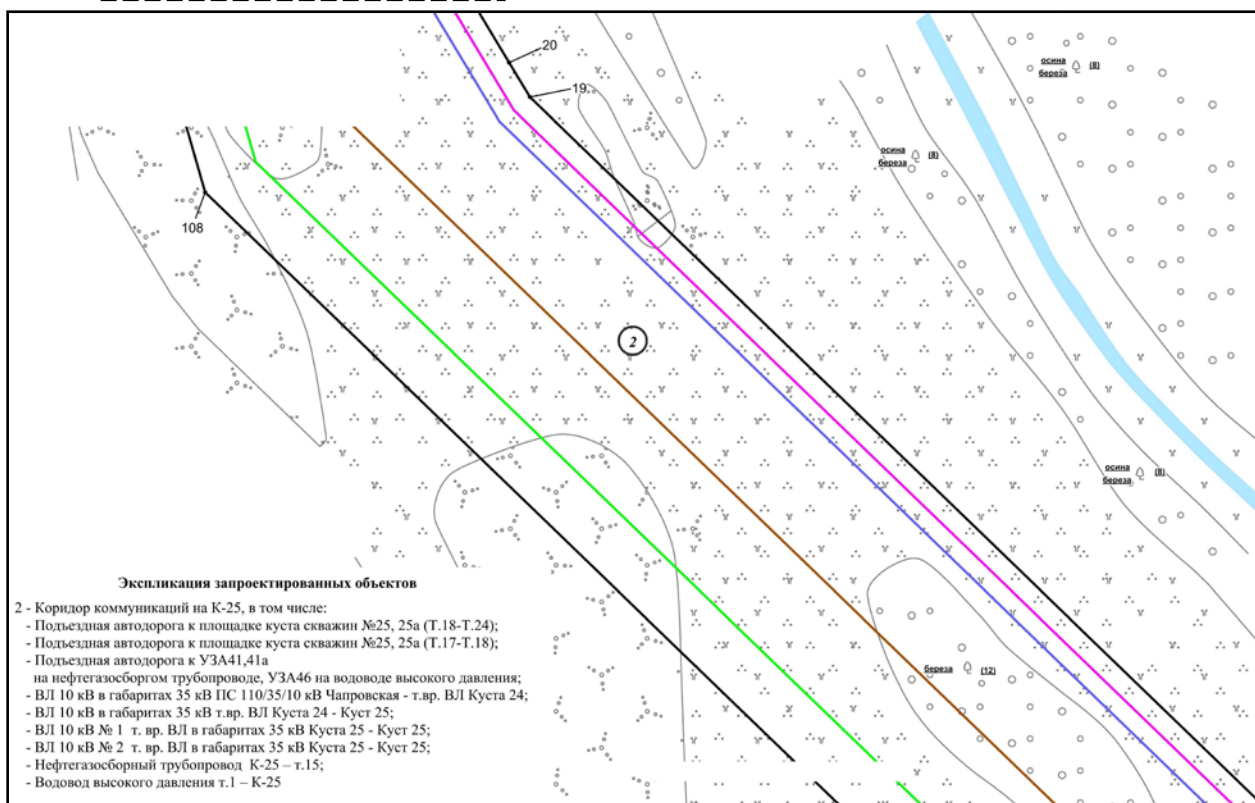 20
19
осина
береза (8)
осина
береза (8)
108
2
осина
береза (8)
береза (12)
Экспликация запроектированных объектов
2 - Коридор коммуникаций на К-25, в том числе:
- Подъездная автодорога к площадке куста скважин №25, 25а (Т.18-Т.24);
- Подъездная автодорога к площадке куста скважин №25, 25а (Т.17-Т.18);
- Подъездная автодорога к УЗА41,41а
на нефтегазосборгом трубопроводе, УЗА46 на водоводе высокого давления;
- ВЛ 10 кВ в габаритах 35 кВ ПС 110/35/10 кВ Чапровская - т.вр. ВЛ Куста 24;
- ВЛ 10 кВ в габаритах 35 кВ т.вр. ВЛ Куста 24 - Куст 25;
- ВЛ 10 кВ № 1 т. вр. ВЛ в габаритах 35 кВ Куста 25 - Куст 25;
- ВЛ 10 кВ № 2 т. вр. ВЛ в габаритах 35 кВ Куста 25 - Куст 25;
- Нефтегазосборный трубопровод К-25 – т.15;
- Водовод высокого давления т.1 – К-25